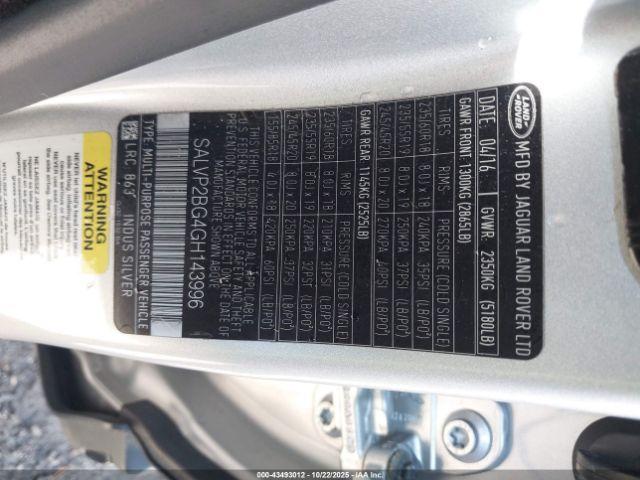 LAND-
ROVER
MFD BY JAGUAR LAND ROVER LTD
DATE: 04/16 GVWR: 2350KG (5180LB)
GAWR FRONT: 1300KG (2865LB)
TIRES RIMS PRESSURE (COLD SINGLE)
235/60R18 8.0J x 18 240KPA 35PSI (LB/PO²)
235/55R19 8.0J x 19 250KPA 37PSI (LB/PO²)
245/45R20 8.0J x 20 270KPA 40PSI (LB/PO²)
GAWR REAR 1145KG (2525LB)
TIRES RIMS PRESSURE (COLD SINGLE)
235/60R18 8.0J x 18 210KPA 31PSI (LB/PO²)
235/55R19 8.0J x 19 220KPA 32PSI (LB/PO²)
245/45R20 8.0J x 20 250KPA 37PSI (LB/PO²)
155/85R18 4.0J x 18 420KPA 60PSI (LB/PO²)
THIS VEHICLE CONFORMS TO ALL APPLICABLE
U.S. FEDERAL MOTOR VEHICLE SAFETY AND THEFT
PREVENTION STANDARDS IN EFFECT ON THE DATE OF
MANUFACTURE SHOWN ABOVE
SALVP2BG4GH143996
TYPE: MULTI-PURPOSE PASSENGER VEHICLE
LRC 863 INDUS SILVER
WARNING
AVERTISSEMENT
000-43493012 - 10/22/2025 - IAAI.COM